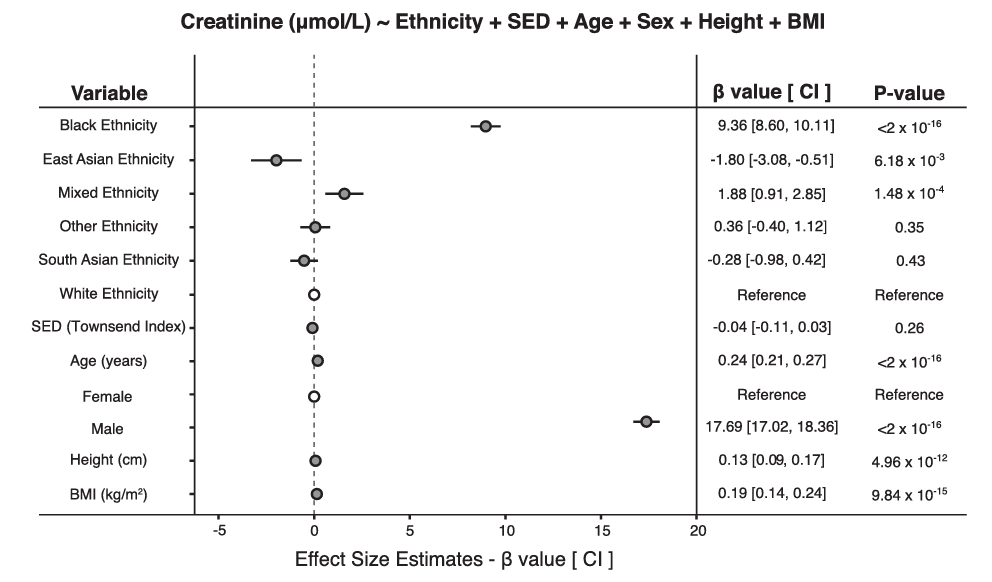 Creatinine (μmol/L) ~ Ethnicity + SED + Age + Sex + Height + BMI
Variable β value [ CI ] P-value
Black Ethnicity 9.36 [8.60, 10.11] <2 x 10⁻¹⁶
East Asian Ethnicity -1.80 [-3.08, -0.51] 6.18 x 10⁻³
Mixed Ethnicity 1.88 [0.91, 2.85] 1.48 x 10⁻⁴
Other Ethnicity 0.36 [-0.40, 1.12] 0.35
South Asian Ethnicity -0.28 [-0.98, 0.42] 0.43
White Ethnicity Reference Reference
SED (Townsend Index) -0.04 [-0.11, 0.03] 0.26
Age (years) 0.24 [0.21, 0.27] <2 x 10⁻¹⁶
Female Reference Reference
Male 17.69 [17.02, 18.36] <2 x 10⁻¹⁶
Height (cm) 0.13 [0.09, 0.17] 4.96 x 10⁻¹²
BMI (kg/m²) 0.19 [0.14, 0.24] 9.84 x 10⁻¹⁵
-5 0 5 10 15 20
Effect Size Estimates - β value [ CI ]